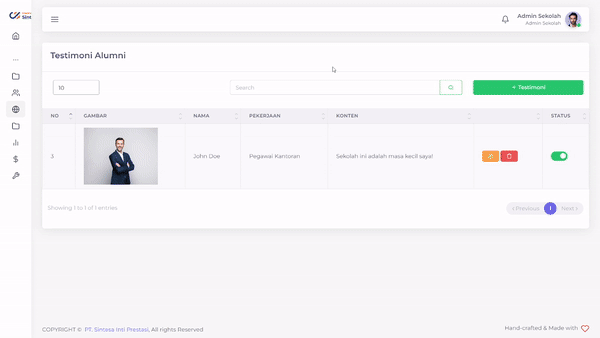 Sint
Admin Sekolah
Admin Sekolah
Testimoni Alumni
10
Search
+ Testimoni
NO
GAMBAR
NAMA
PEKERJAAN
KONTEN
STATUS
3
John Doe
Pegawai Kantoran
Sekolah ini adalah masa kecil saya!
Showing 1 to 1 of 1 entries
‹ Previous 1 Next ›
COPYRIGHT © PT. Sintesa Inti Prestasi, All rights Reserved
Hand-crafted & Made with